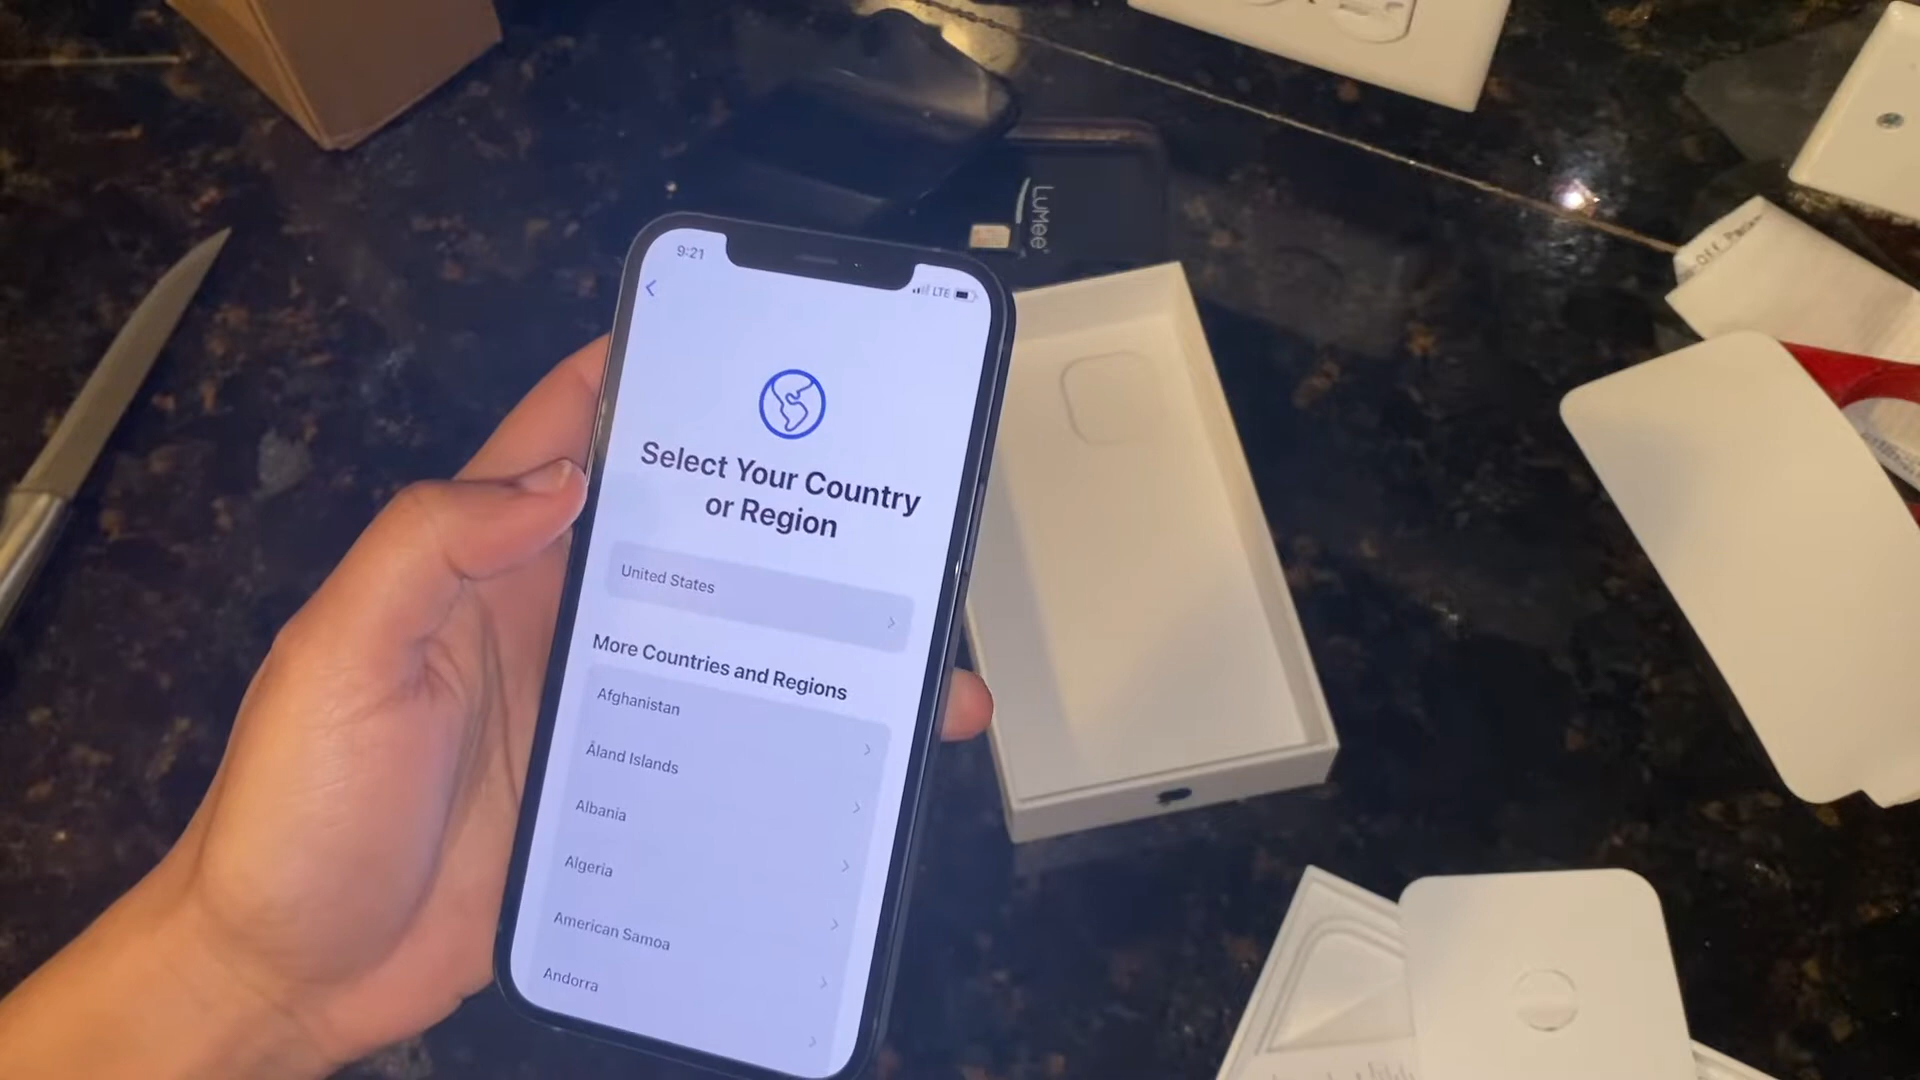 9:21
LTE
Select Your Country
or Region
United States
More Countries and Regions
Afghanistan
Åland Islands
Albania
Algeria
American Samoa
Andorra
LuMee